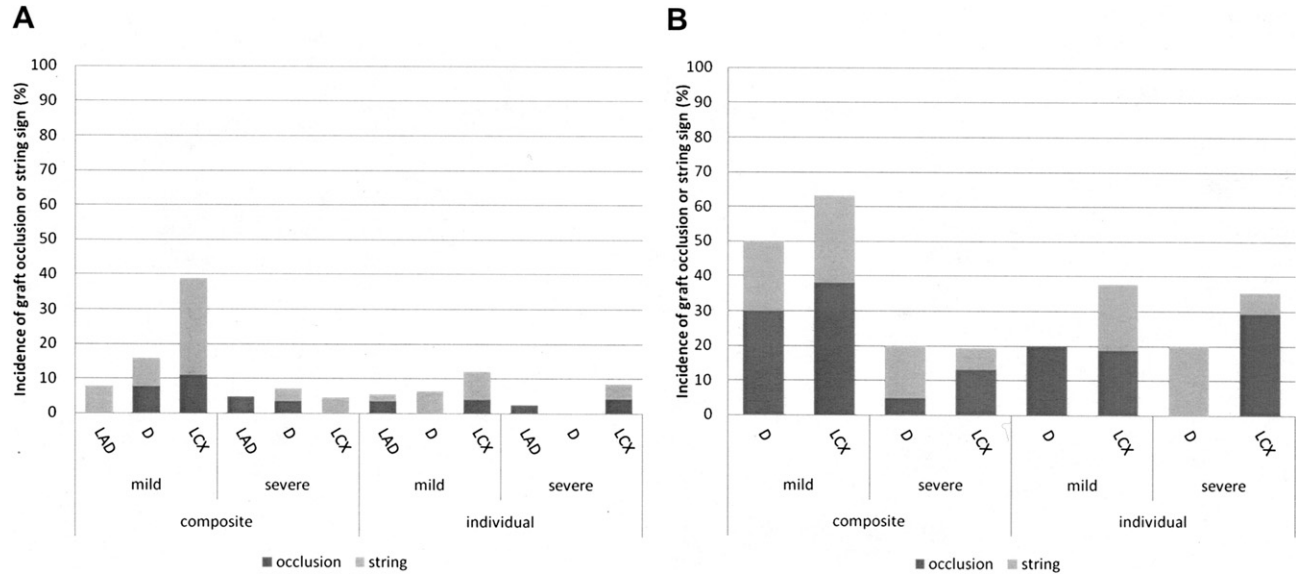 A
Incidence of graft occlusion or string sign (%)
100
90
80
70
60
50
40
30
20
10
0
LAD D LCX LAD D LCX LAD D LCX LAD D LCX
mild severe mild severe
composite individual
occlusion string
B
Incidence of graft occlusion or string sign (%)
100
90
80
70
60
50
40
30
20
10
0
D LCX D LCX D LCX D LCX
mild severe mild severe
composite individual
occlusion string